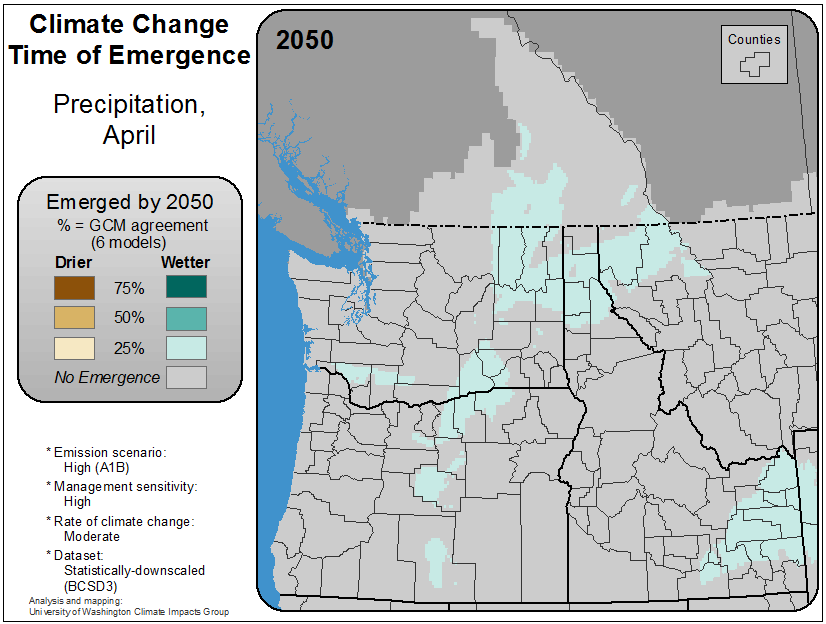 Climate Change
Time of Emergence
Precipitation,
April
Emerged by 2050
% = GCM agreement
(6 models)
Drier Wetter
75%
50%
25%
No Emergence
* Emission scenario:
High (A1B)
* Management sensitivity:
High
* Rate of climate change:
Moderate
* Dataset:
Statistically-downscaled
(BCSD3)
Analysis and mapping:
University of Washington Climate Impacts Group
2050
Counties